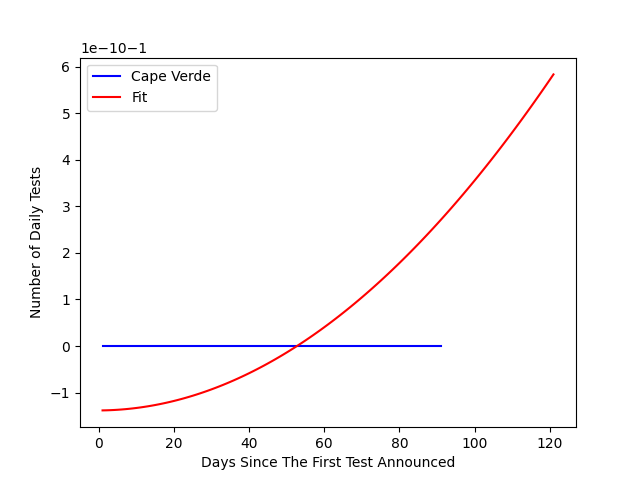 1e−10−1
Cape Verde
Fit
6
5
4
3
2
1
0
−1
Number of Daily Tests
0 20 40 60 80 100 120
Days Since The First Test Announced